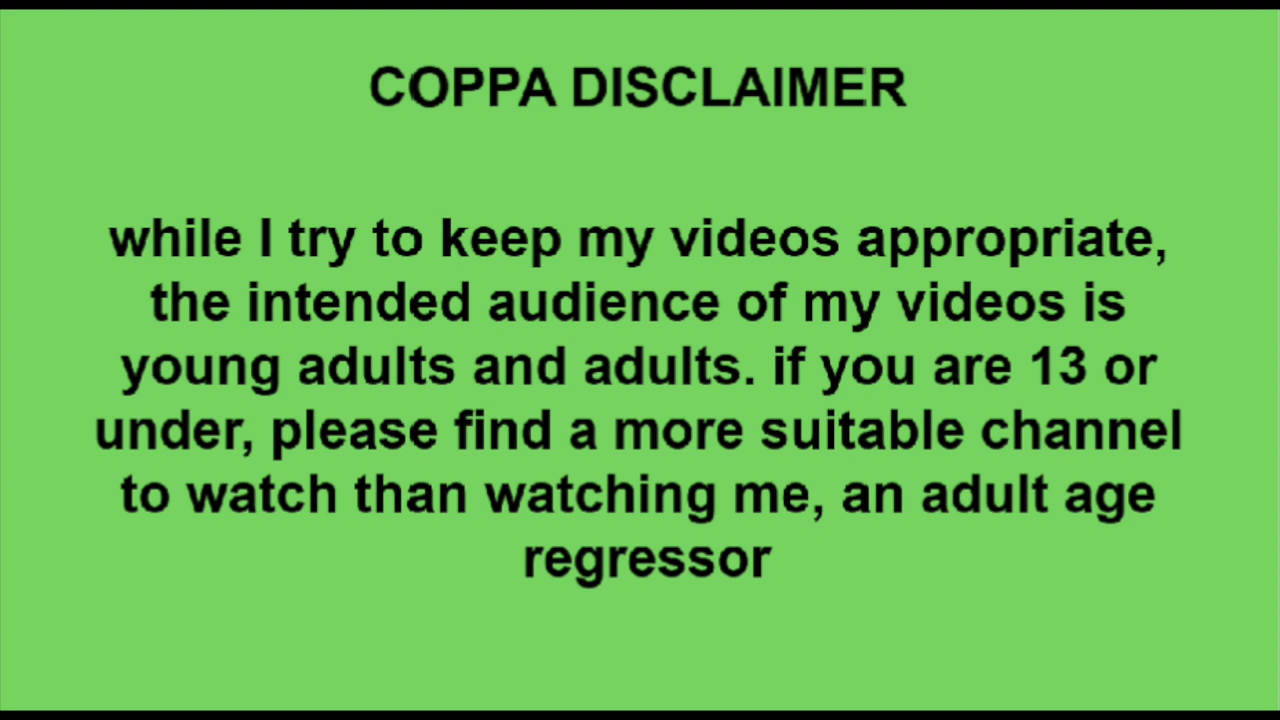 COPPA DISCLAIMER
while I try to keep my videos appropriate,
the intended audience of my videos is
young adults and adults. if you are 13 or
under, please find a more suitable channel
to watch than watching me, an adult age
regressor